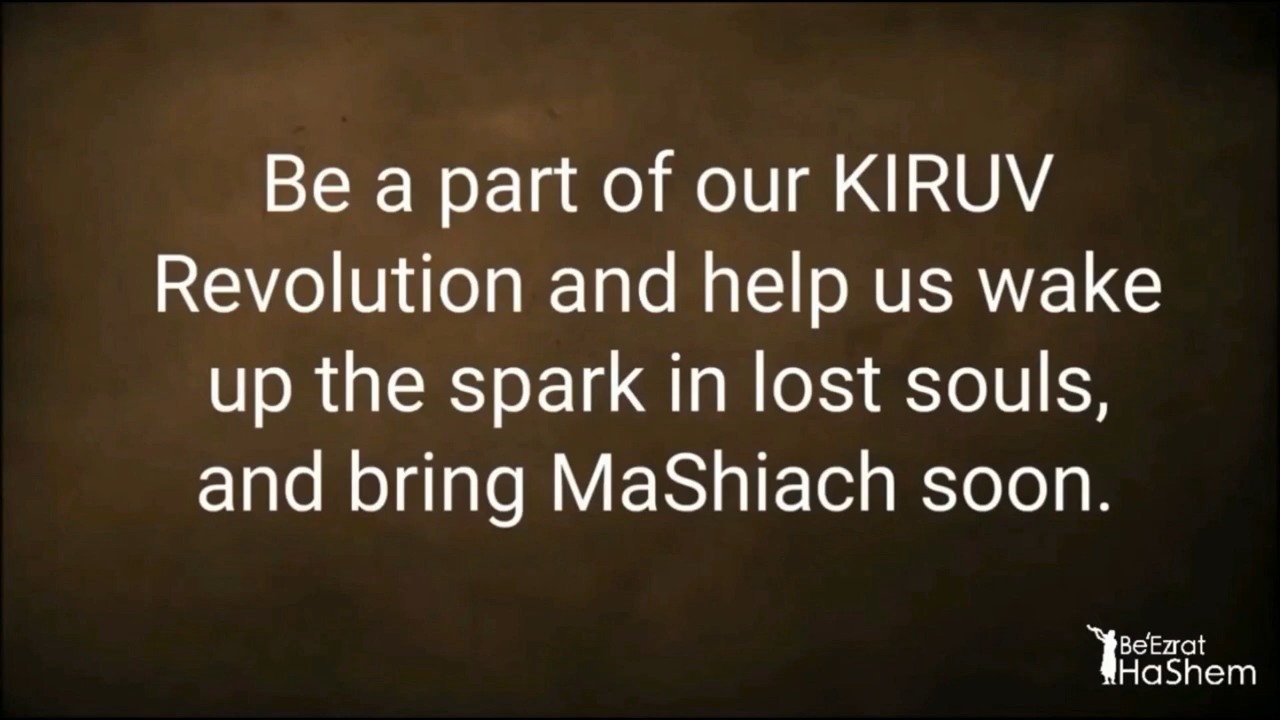 Be a part of our KIRUV
Revolution and help us wake
up the spark in lost souls,
and bring MaShiach soon.
Be'Ezrat
HaShem